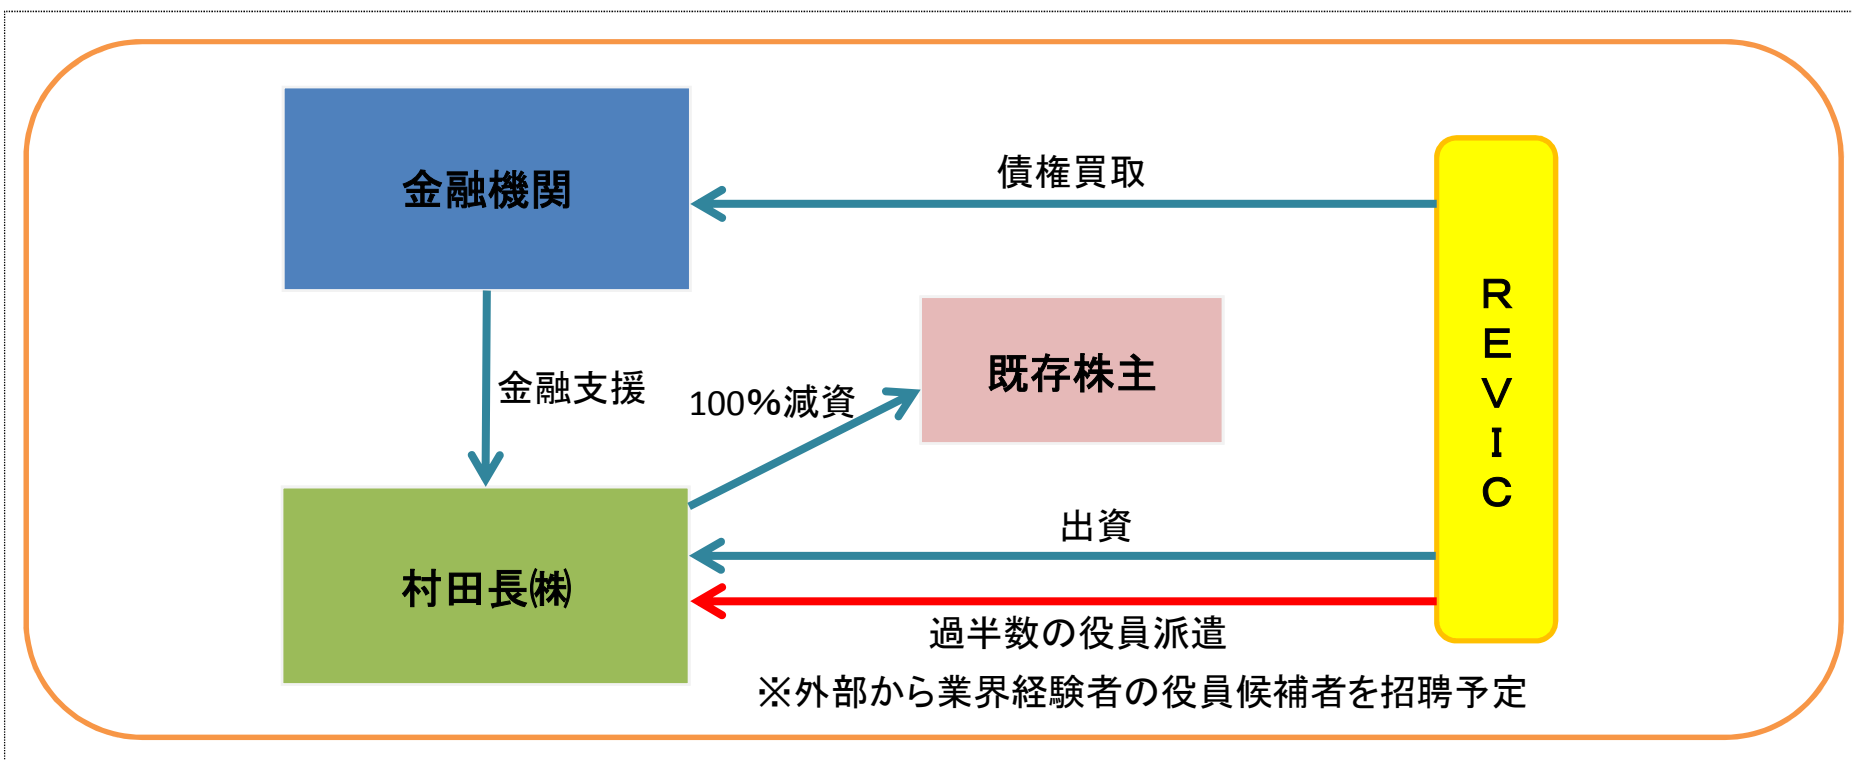 債権買取
金融機関
REVIC
既存株主
金融支援
100%減資
出資
村田長㈱
過半数の役員派遣
※外部から業界経験者の役員候補者を招聘予定